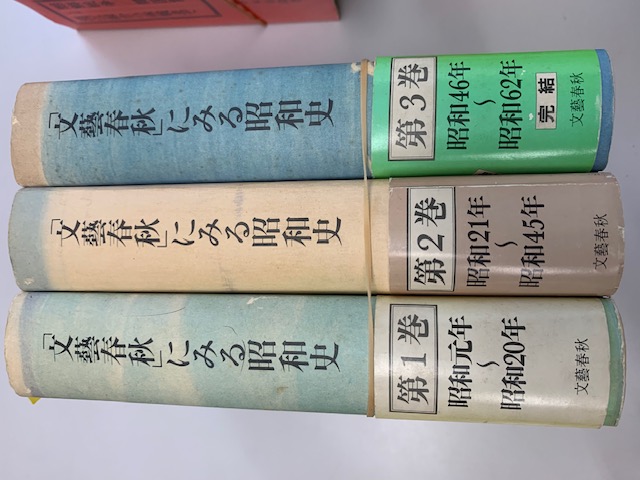 「文藝春秋」にみる昭和史
第3巻
昭和46年
〜
昭和62年
完結
文藝春秋
「文藝春秋」にみる昭和史
第2巻
昭和21年
〜
昭和45年
文藝春秋
「文藝春秋」にみる昭和史
第1巻
昭和元年
〜
昭和20年
文藝春秋